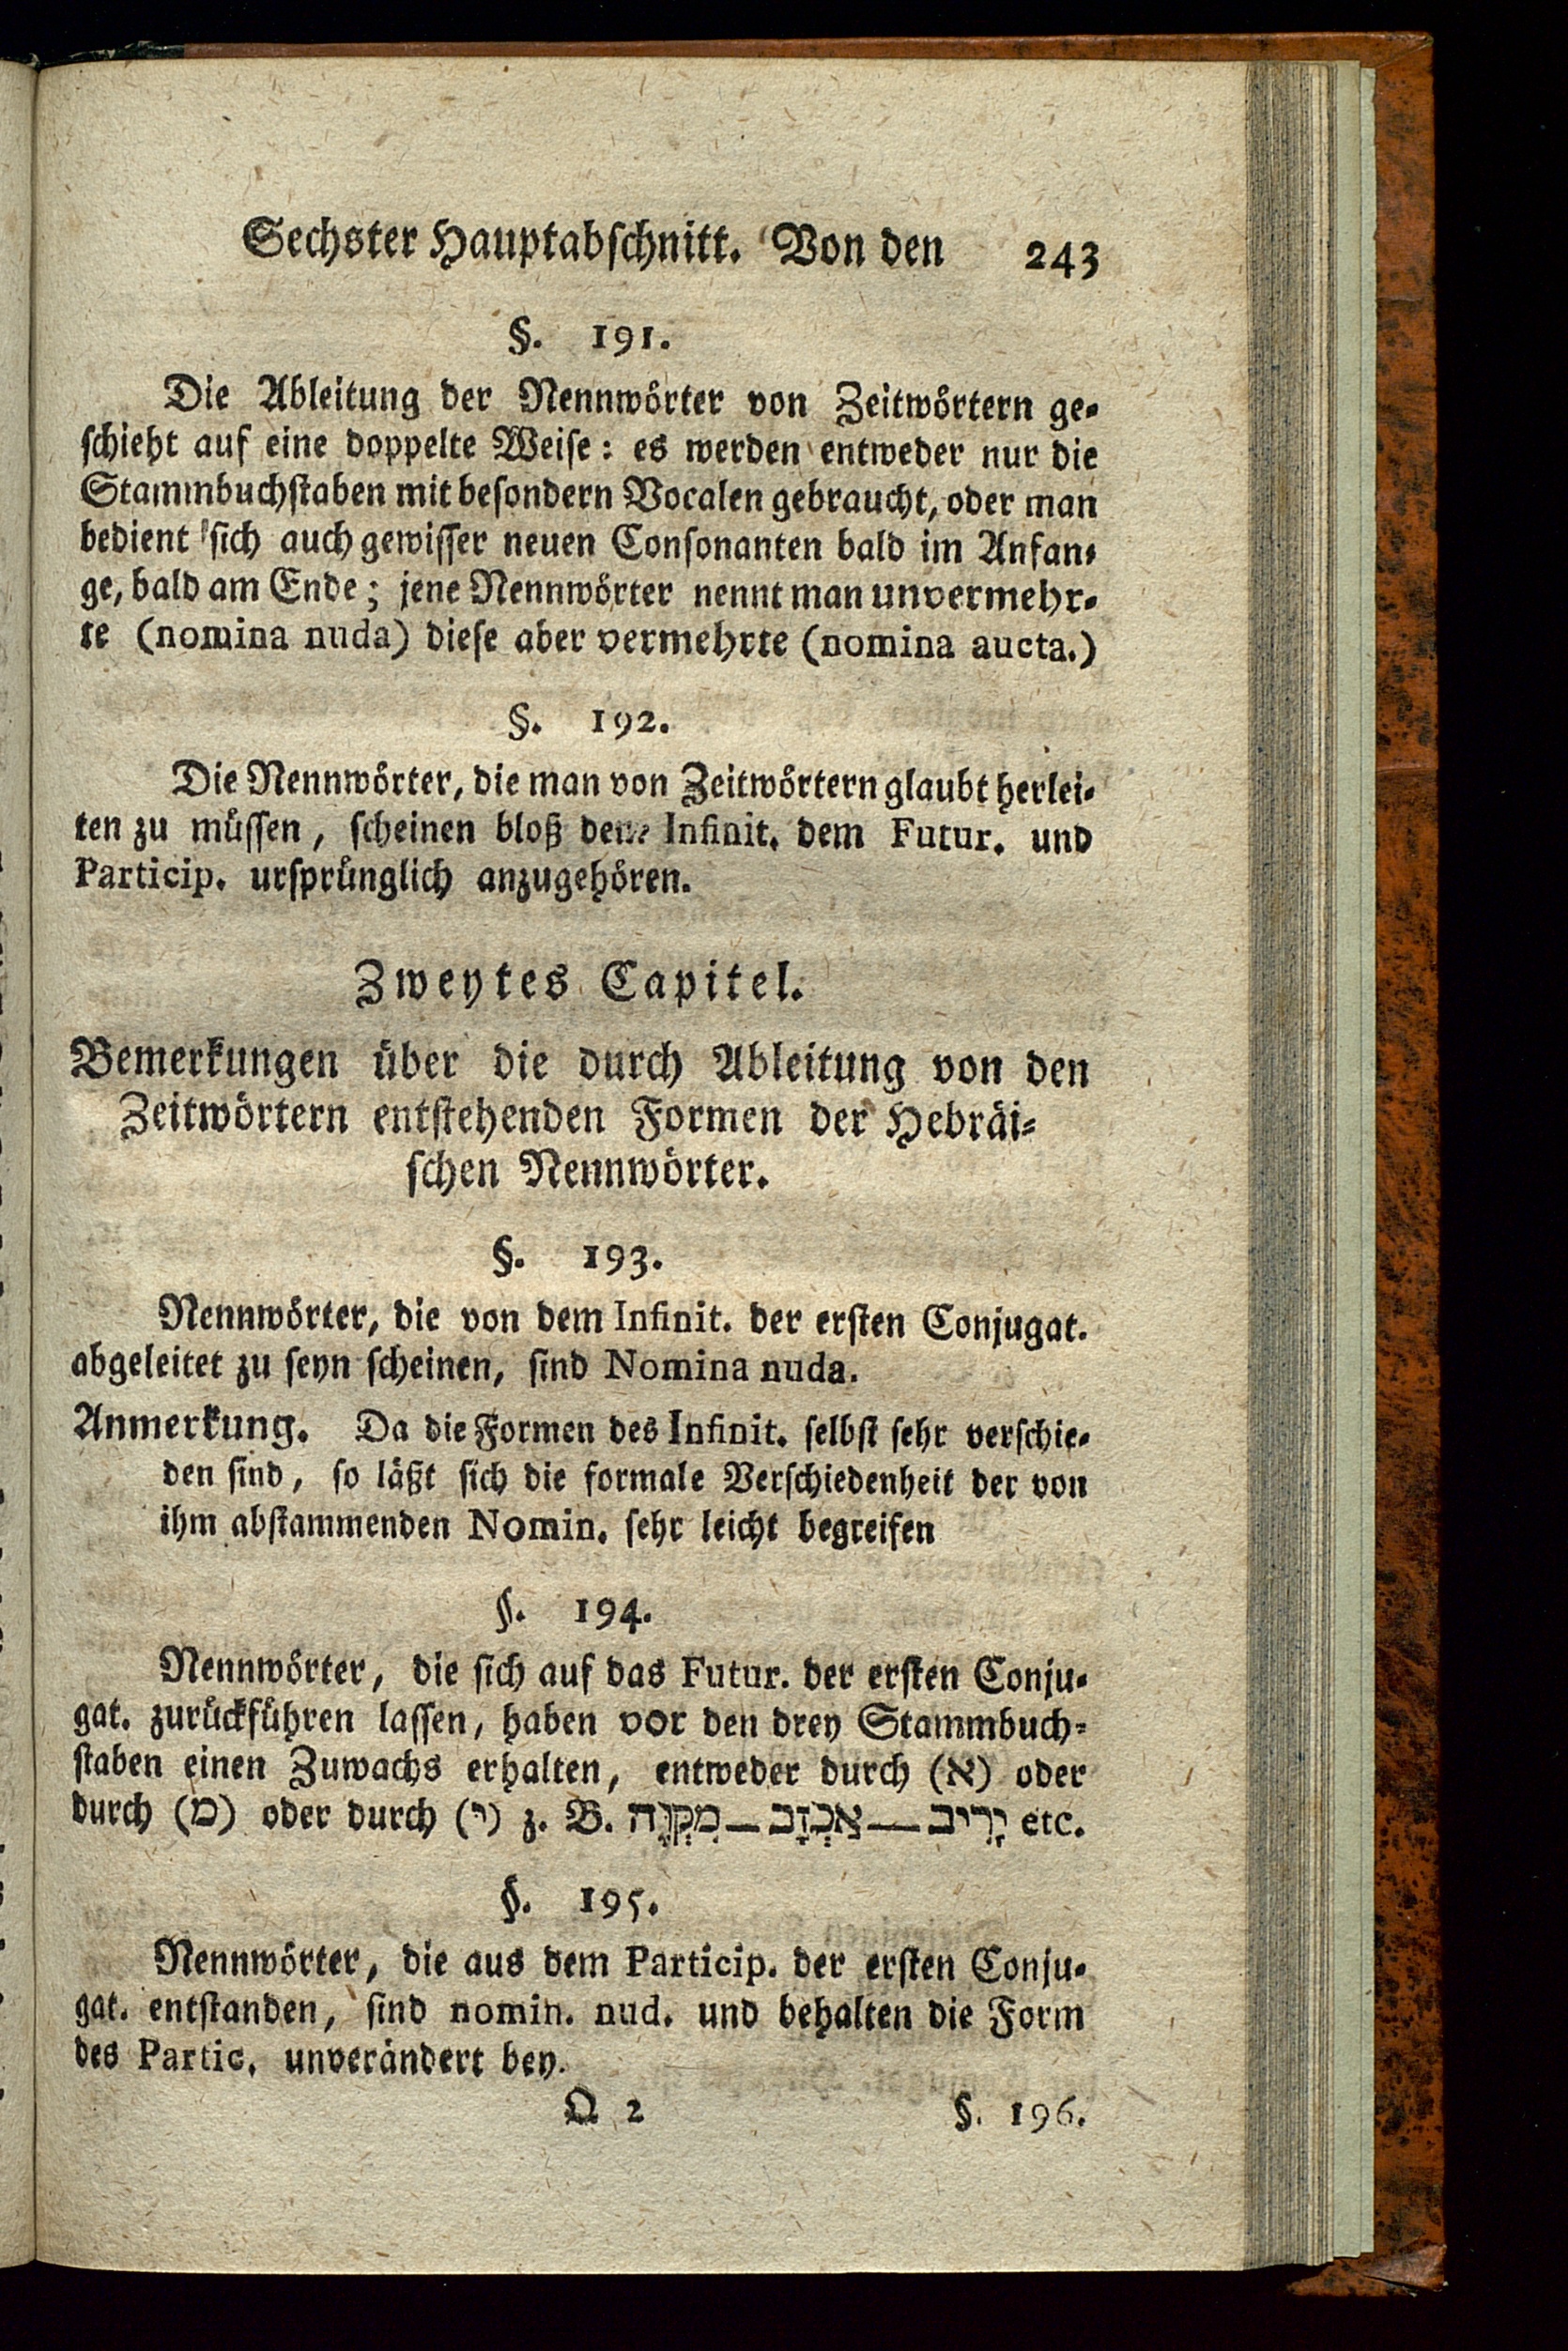 Sechster Hauptabschnitt. Von den 243
§. 191.
Die Ableitung der Nennwörter von Zeitwörtern ge-
schieht auf eine doppelte Weise: es werden entweder nur die
Stammbuchstaben mit besondern Vocalen gebraucht, oder man
bedient sich auch gewisser neuen Consonanten bald im Anfan-
ge, bald am Ende; jene Nennwörter nennt man unvermehr-
te (nomina nuda) diese aber vermehrte (nomina aucta.)
§. 192.
Die Nennwörter, die man von Zeitwörtern glaubt herlei-
ten zu müssen, scheinen bloß dem Infinit. dem Futur. und
Particip. ursprünglich anzugehören.
Zweytes Capitel.
Bemerkungen über die durch Ableitung von den
Zeitwörtern entstehenden Formen der Hebräi-
schen Nennwörter.
§. 193.
Nennwörter, die von dem Infinit. der ersten Conjugat.
abgeleitet zu seyn scheinen, sind Nomina nuda.
Anmerkung. Da die Formen des Infinit. selbst sehr verschie-
den sind, so läßt sich die formale Verschiedenheit der von
ihm abstammenden Nomin. sehr leicht begreifen
§. 194.
Nennwörter, die sich auf das Futur. der ersten Conju-
gat. zurückführen lassen, haben vor den drey Stammbuch-
staben einen Zuwachs erhalten, entweder durch (א) oder
durch (מ) oder durch (י) z. B. יָרִיב — אַכְזָב — מִקְנֶה etc.
§. 195.
Nennwörter, die aus dem Particip. der ersten Conju-
gat. entstanden, sind nomin. nud. und behalten die Form
des Partic. unverändert bey.
Q 2 §. 196.